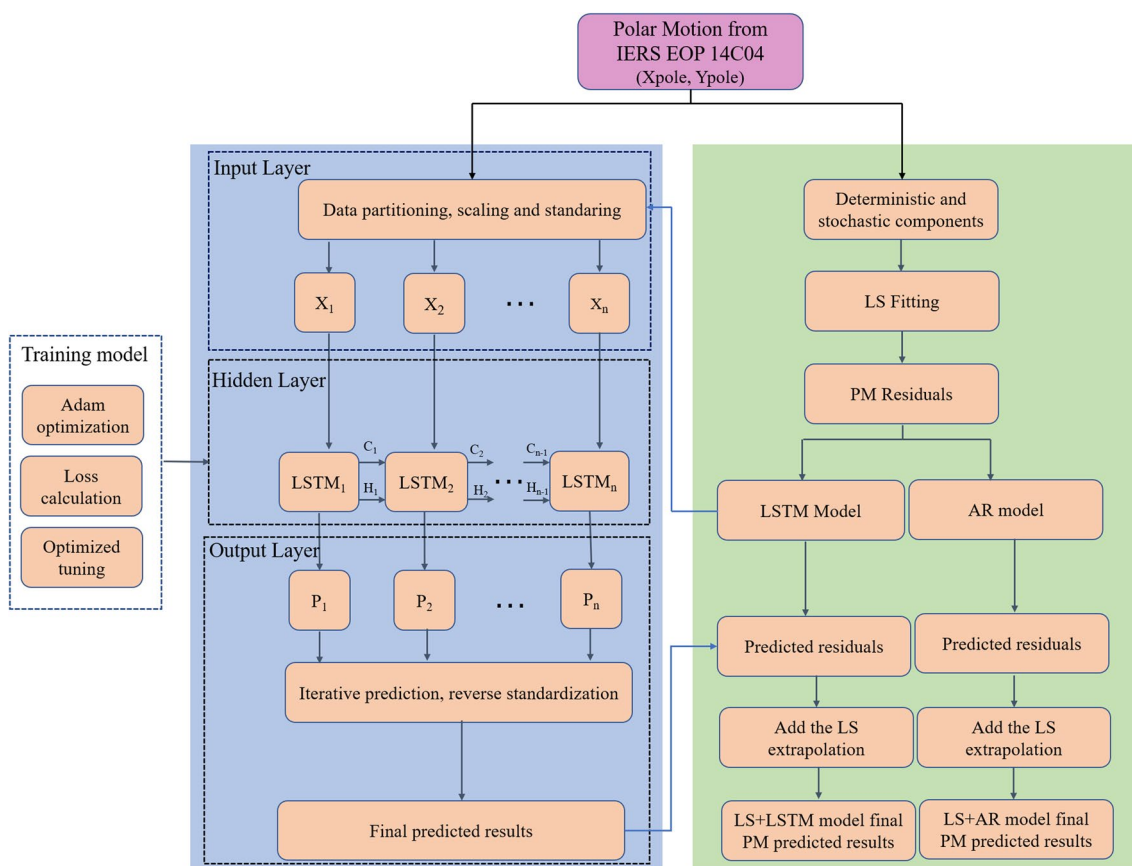 Polar Motion from
IERS EOP 14C04
(Xpole, Ypole)
Input Layer
Data partitioning, scaling and standaring
X1
X2
...
Xn
Training model
Adam
optimization
Loss
calculation
Optimized
tuning
Hidden Layer
LSTM1
C1
H1
LSTM2
C2
H2
...
Cn-1
Hn-1
LSTMn
Output Layer
P1
P2
...
Pn
Iterative prediction, reverse standardization
Final predicted results
Deterministic and
stochastic components
LS Fitting
PM Residuals
LSTM Model
AR model
Predicted residuals
Predicted residuals
Add the LS
extrapolation
Add the LS
extrapolation
LS+LSTM model final
PM predicted results
LS+AR model final
PM predicted results